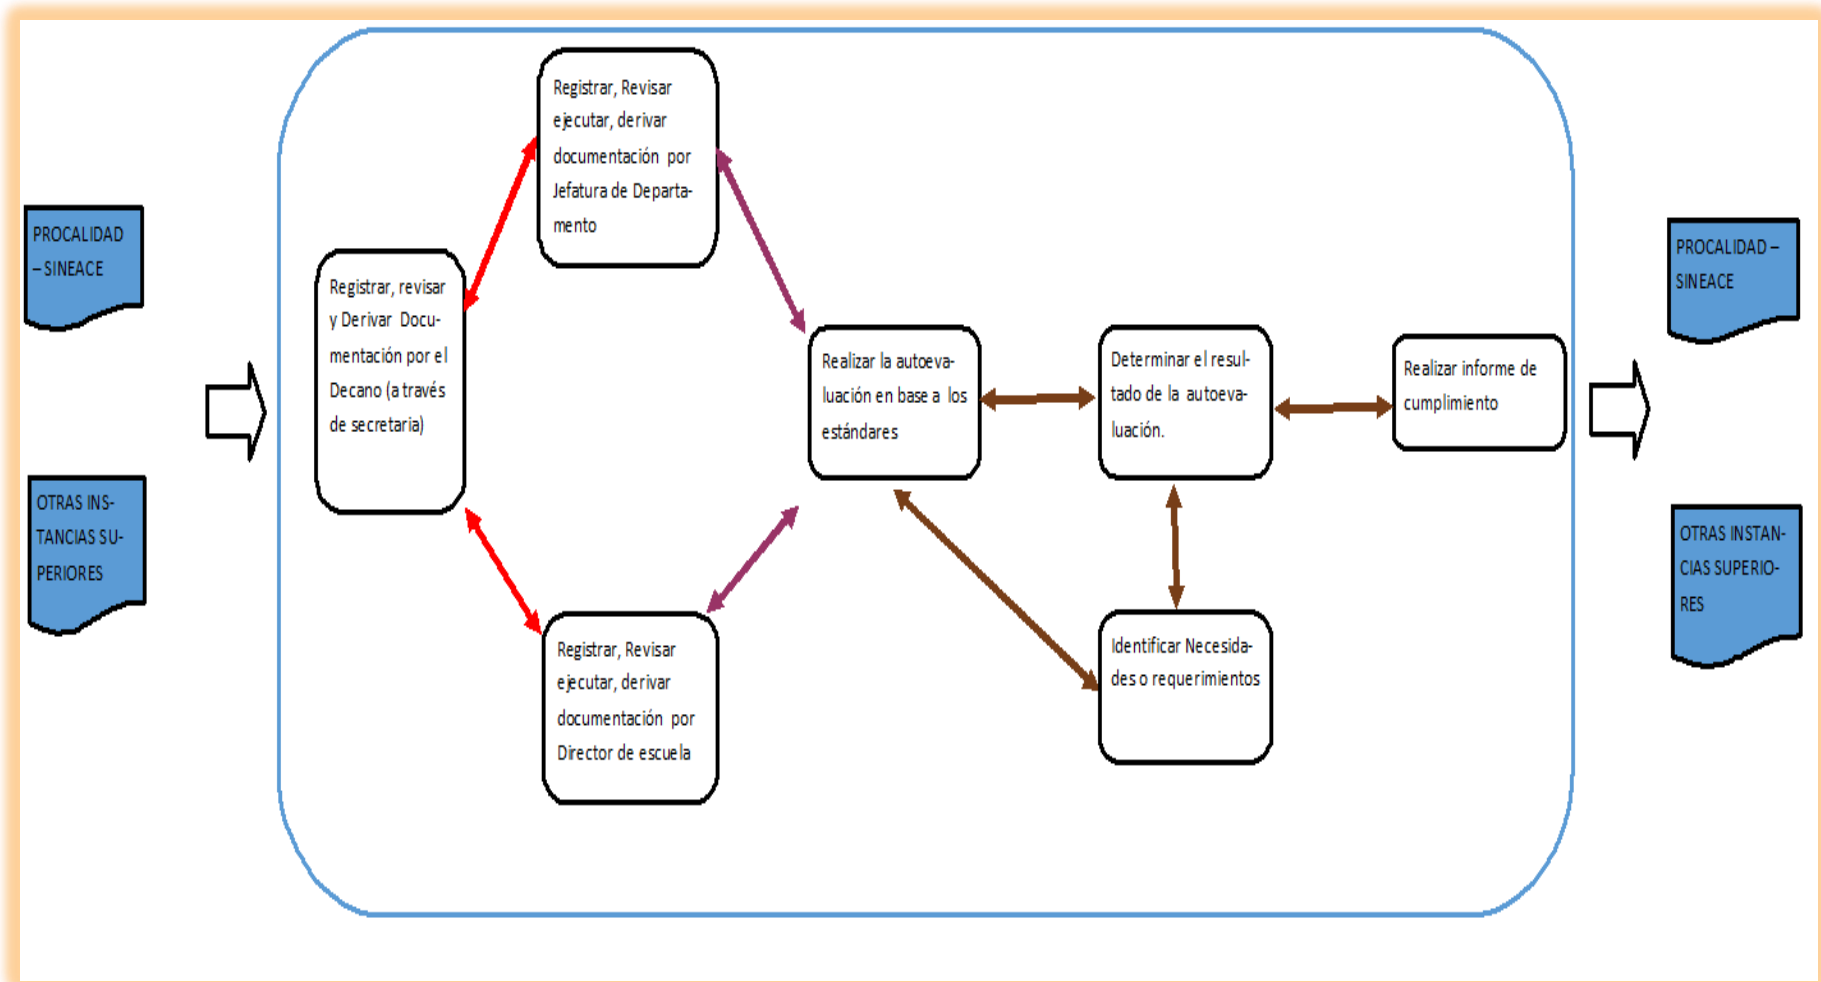 PROCALIDAD
– SINEACE
OTRAS INS-
TANCIAS SU-
PERIORES
Registrar, revisar
y Derivar Docu-
mentación por el
Decano (a través
de secretaria)
Registrar, Revisar
ejecutar, derivar
documentación por
Jefatura de Departa-
mento
Registrar, Revisar
ejecutar, derivar
documentación por
Director de escuela
Realizar la autoeva-
luación en base a los
estándares
Determinar el resul-
tado de la autoeva-
luación.
Identificar Necesida-
des o requerimientos
Realizar informe de
cumplimiento
PROCALIDAD –
SINEACE
OTRAS INSTAN-
CIAS SUPERIO-
RES